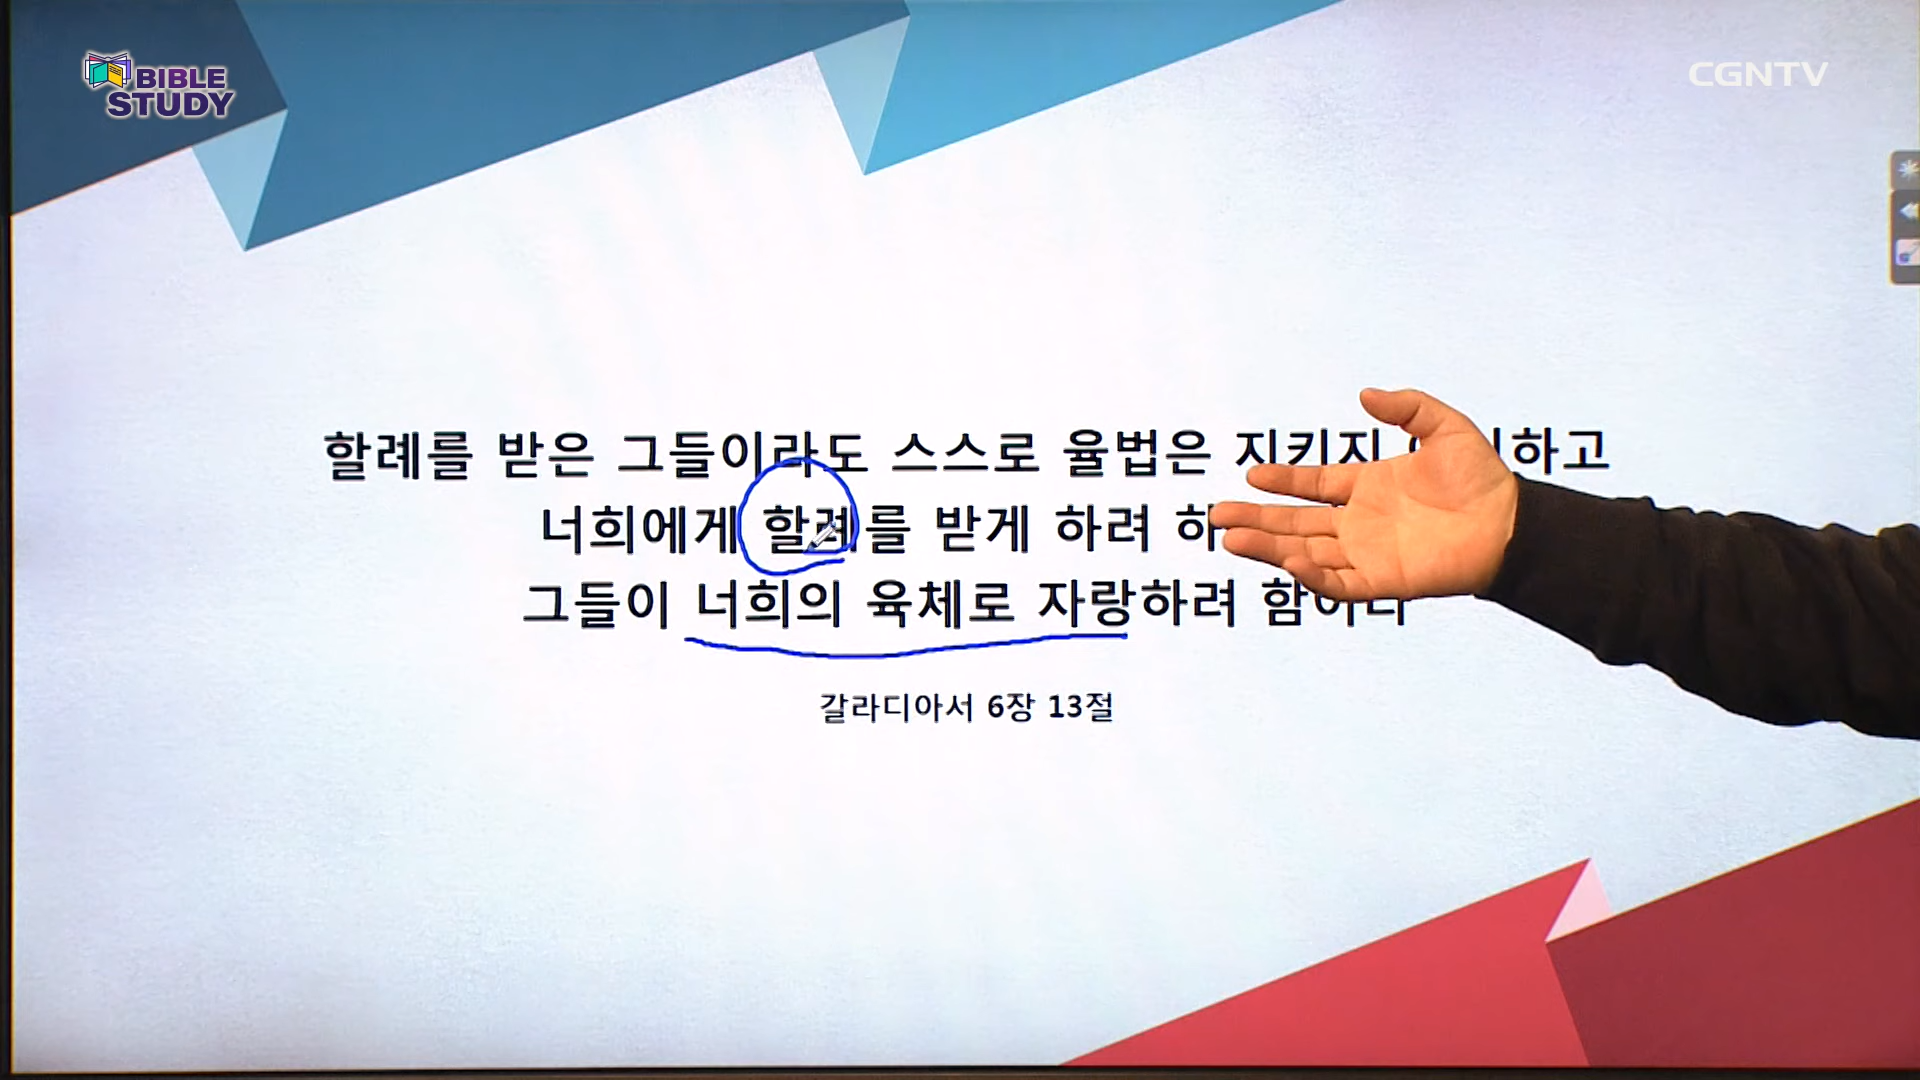 BIBLE
STUDY
CGNTV
할례를 받은 그들이라도 스스로 율법은 지키지
너희에게 할례를 받게 하려
그들이 너희의 육체로 자랑하려
갈라디아서 6장 13절